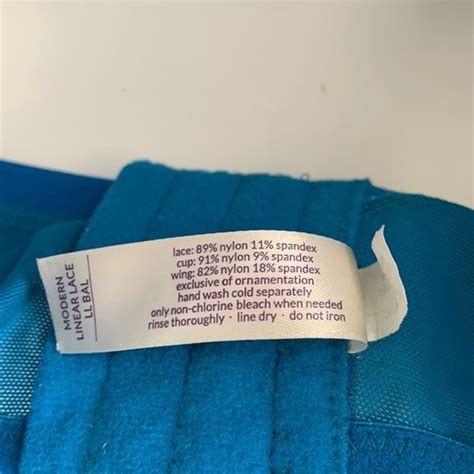 MODERN
LINEAR LACE
LL BAL
lace: 89% nylon 11% spandex
cup: 91% nylon 9% spandex
wing: 82% nylon 18% spandex
exclusive of ornamentation
hand wash cold separately
only non-chlorine bleach when needed
rinse thoroughly · line dry · do not iron